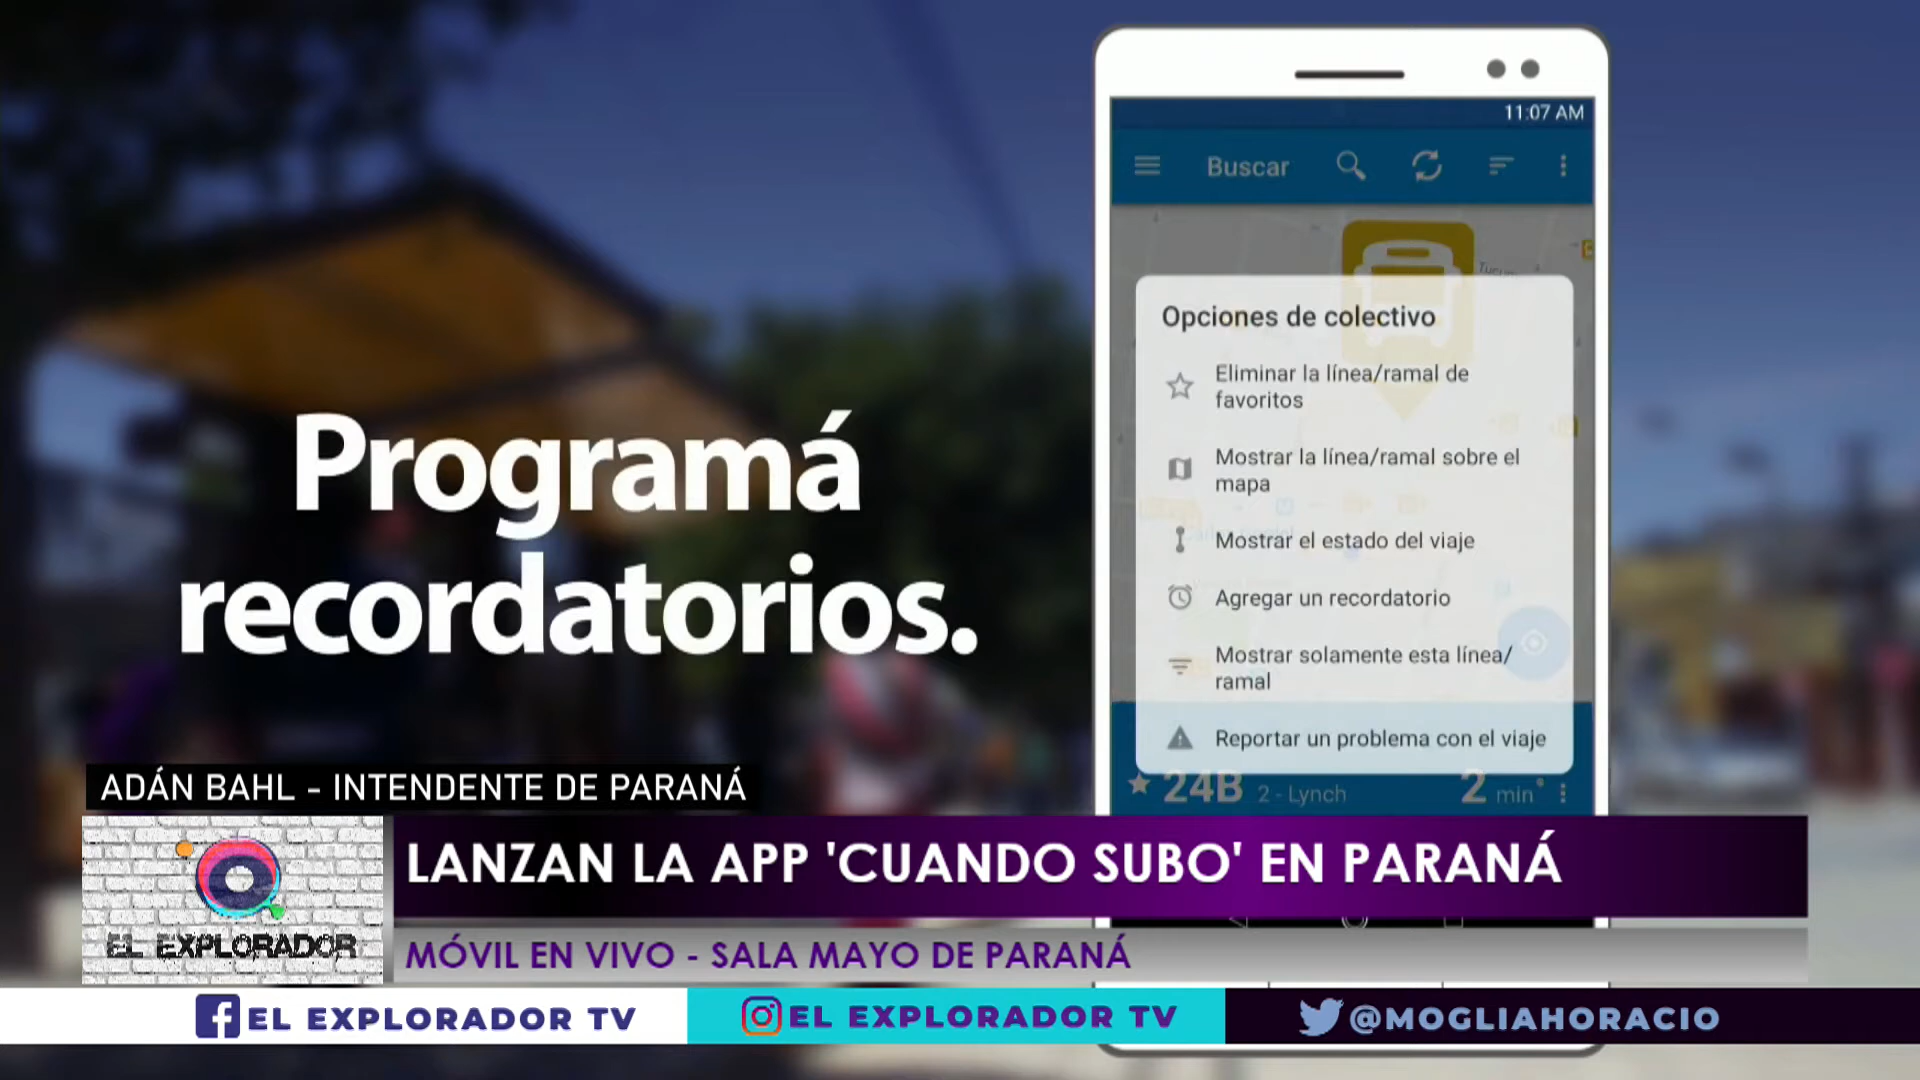 11:07 AM
Buscar
Opciones de colectivo
Eliminar la línea/ramal de
favoritos
Mostrar la línea/ramal sobre el
mapa
Mostrar el estado del viaje
Agregar un recordatorio
Mostrar solamente esta línea/
ramal
Reportar un problema con el viaje
24B 2 - Lynch 2 min
Programá
recordatorios.
ADÁN BAHL - INTENDENTE DE PARANÁ
LANZAN LA APP 'CUANDO SUBO' EN PARANÁ
EL EXPLORADOR
MÓVIL EN VIVO - SALA MAYO DE PARANÁ
EL EXPLORADOR TV
EL EXPLORADOR TV
@MOGLIAHORACIO